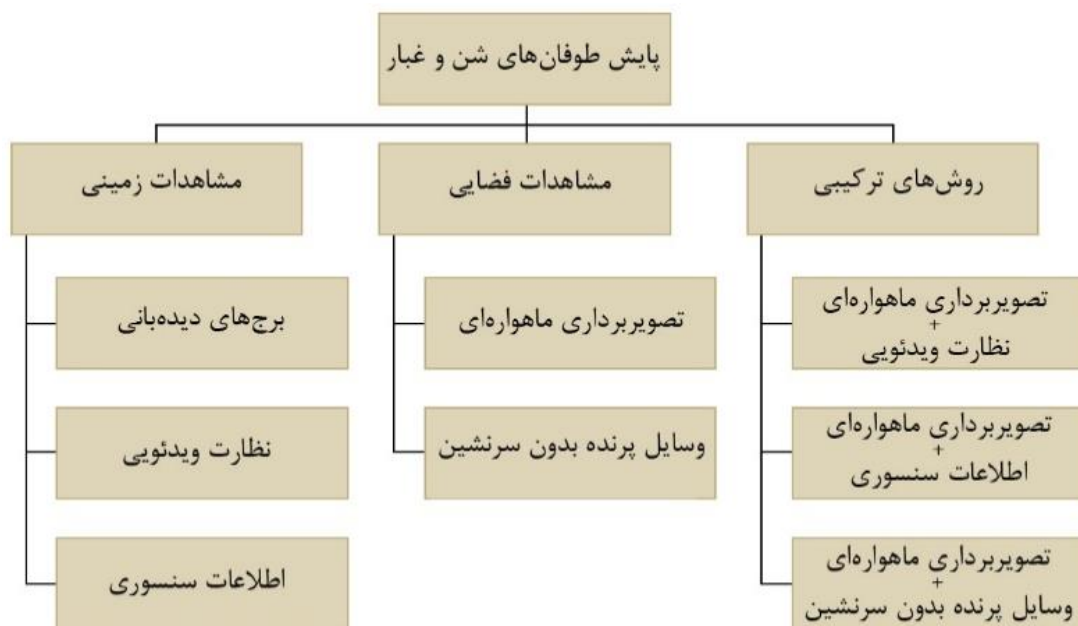 پایش طوفان‌های شن و غبار
روش‌های ترکیبی
تصویربرداری ماهواره‌ای
+
نظارت ویدئویی
تصویربرداری ماهواره‌ای
+
اطلاعات سنسوری
تصویربرداری ماهواره‌ای
+
وسایل پرنده بدون سرنشین
مشاهدات فضایی
تصویربرداری ماهواره‌ای
وسایل پرنده بدون سرنشین
مشاهدات زمینی
برج‌های دیده‌بانی
نظارت ویدئویی
اطلاعات سنسوری